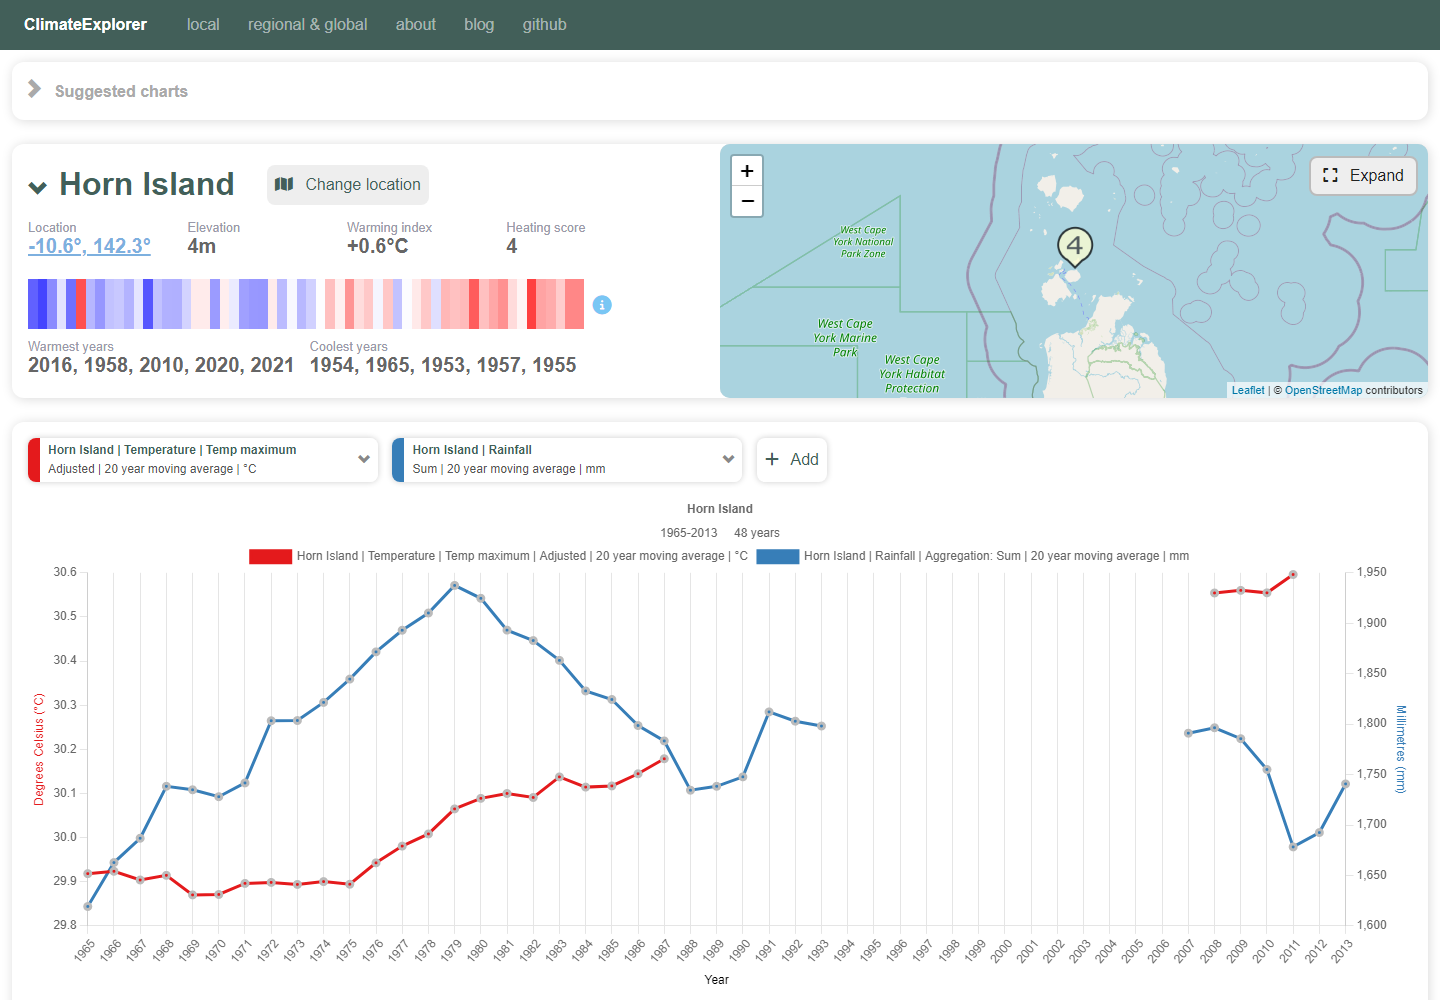 ClimateExplorer local regional & global about blog github
Suggested charts
Horn Island Change location
Location Elevation Warming index Heating score
-10.6°, 142.3° 4m +0.6°C 4
Warmest years Coolest years
2016, 1958, 2010, 2020, 2021 1954, 1965, 1953, 1957, 1955
+
−
Expand
West Cape
York National
Park Zone
4
West Cape
York Marine
Park
West Cape
York Habitat
Protection
Leaflet | © OpenStreetMap contributors
Horn Island | Temperature | Temp maximum
Adjusted | 20 year moving average | °C
Horn Island | Rainfall
Sum | 20 year moving average | mm
+ Add
Horn Island
1965-2013 48 years
Horn Island | Temperature | Temp maximum | Adjusted | 20 year moving average | °C Horn Island | Rainfall | Aggregation: Sum | 20 year moving average | mm
Degrees Celsius (°C)
30.6
30.5
30.4
30.3
30.2
30.1
30.0
29.9
29.8
1,950
1,900
1,850
1,800
1,750
1,700
1,650
1,600
Millimetres (mm)
1965 1966 1967 1968 1969 1970 1971 1972 1973 1974 1975 1976 1977 1978 1979 1980 1981 1982 1983 1984 1985 1986 1987 1988 1989 1990 1991 1992 1993 1994 1995 1996 1997 1998 1999 2000 2001 2002 2003 2004 2005 2006 2007 2008 2009 2010 2011 2012 2013
Year